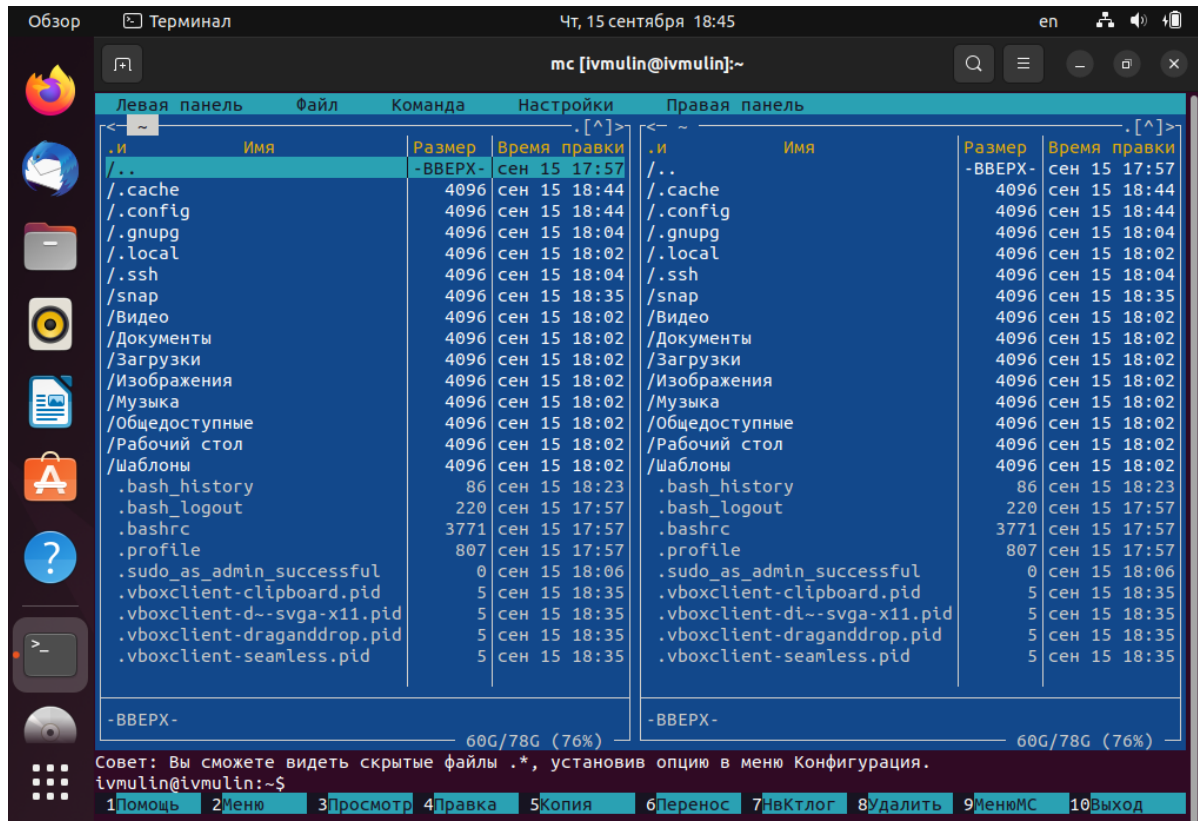 Обзор Терминал Чт, 15 сентября 18:45 en
mc [ivmulin@ivmulin]:~
Левая панель Файл Команда Настройки Правая панель
<─ ~ .[^]> <─ ~ .[^]>
.и Имя Размер Время правки .и Имя Размер Время правки
/.. -ВВЕРХ- сен 15 17:57 /.. -ВВЕРХ- сен 15 17:57
/.cache 4096 сен 15 18:44 /.cache 4096 сен 15 18:44
/.config 4096 сен 15 18:44 /.config 4096 сен 15 18:44
/.gnupg 4096 сен 15 18:04 /.gnupg 4096 сен 15 18:04
/.local 4096 сен 15 18:02 /.local 4096 сен 15 18:02
/.ssh 4096 сен 15 18:04 /.ssh 4096 сен 15 18:04
/snap 4096 сен 15 18:35 /snap 4096 сен 15 18:35
/Видео 4096 сен 15 18:02 /Видео 4096 сен 15 18:02
/Документы 4096 сен 15 18:02 /Документы 4096 сен 15 18:02
/Загрузки 4096 сен 15 18:02 /Загрузки 4096 сен 15 18:02
/Изображения 4096 сен 15 18:02 /Изображения 4096 сен 15 18:02
/Музыка 4096 сен 15 18:02 /Музыка 4096 сен 15 18:02
/Общедоступные 4096 сен 15 18:02 /Общедоступные 4096 сен 15 18:02
/Рабочий стол 4096 сен 15 18:02 /Рабочий стол 4096 сен 15 18:02
/Шаблоны 4096 сен 15 18:02 /Шаблоны 4096 сен 15 18:02
.bash_history 86 сен 15 18:23 .bash_history 86 сен 15 18:23
.bash_logout 220 сен 15 17:57 .bash_logout 220 сен 15 17:57
.bashrc 3771 сен 15 17:57 .bashrc 3771 сен 15 17:57
.profile 807 сен 15 17:57 .profile 807 сен 15 17:57
.sudo_as_admin_successful 0 сен 15 18:06 .sudo_as_admin_successful 0 сен 15 18:06
.vboxclient-clipboard.pid 5 сен 15 18:35 .vboxclient-clipboard.pid 5 сен 15 18:35
.vboxclient-d~-svga-x11.pid 5 сен 15 18:35 .vboxclient-di~-svga-x11.pid 5 сен 15 18:35
.vboxclient-draganddrop.pid 5 сен 15 18:35 .vboxclient-draganddrop.pid 5 сен 15 18:35
.vboxclient-seamless.pid 5 сен 15 18:35 .vboxclient-seamless.pid 5 сен 15 18:35
-ВВЕРХ- -ВВЕРХ-
60G/78G (76%) 60G/78G (76%)
Совет: Вы сможете видеть скрытые файлы .*, установив опцию в меню Конфигурация.
ivmulin@ivmulin:~$
1Помощь 2Меню 3Просмотр 4Правка 5Копия 6Перенос 7НвКтлог 8Удалить 9МенюMC 10Выход